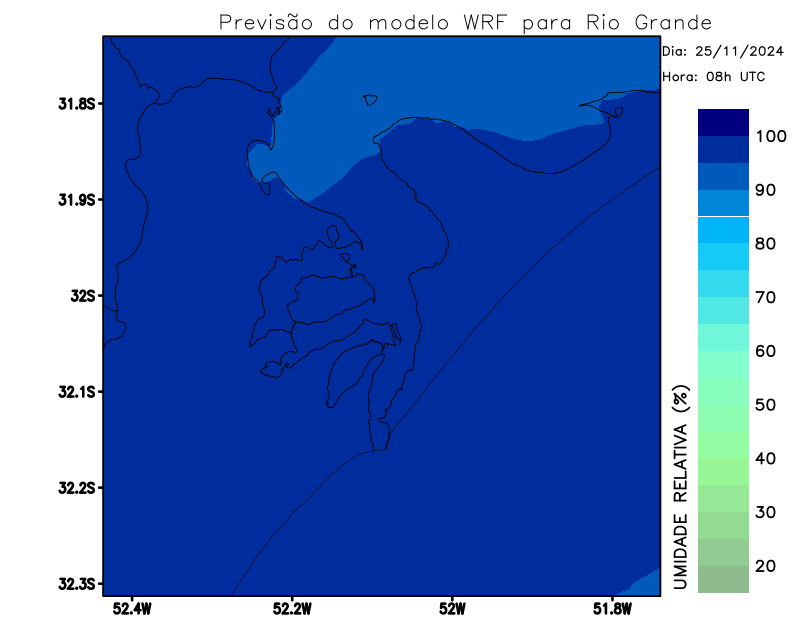 Previsão do modelo WRF para Rio Grande
Dia: 25/11/2024
Hora: 08h UTC
31.8S
31.9S
32S
32.1S
32.2S
32.3S
52.4W
52.2W
52W
51.8W
UMIDADE RELATIVA (%)
100
90
80
70
60
50
40
30
20